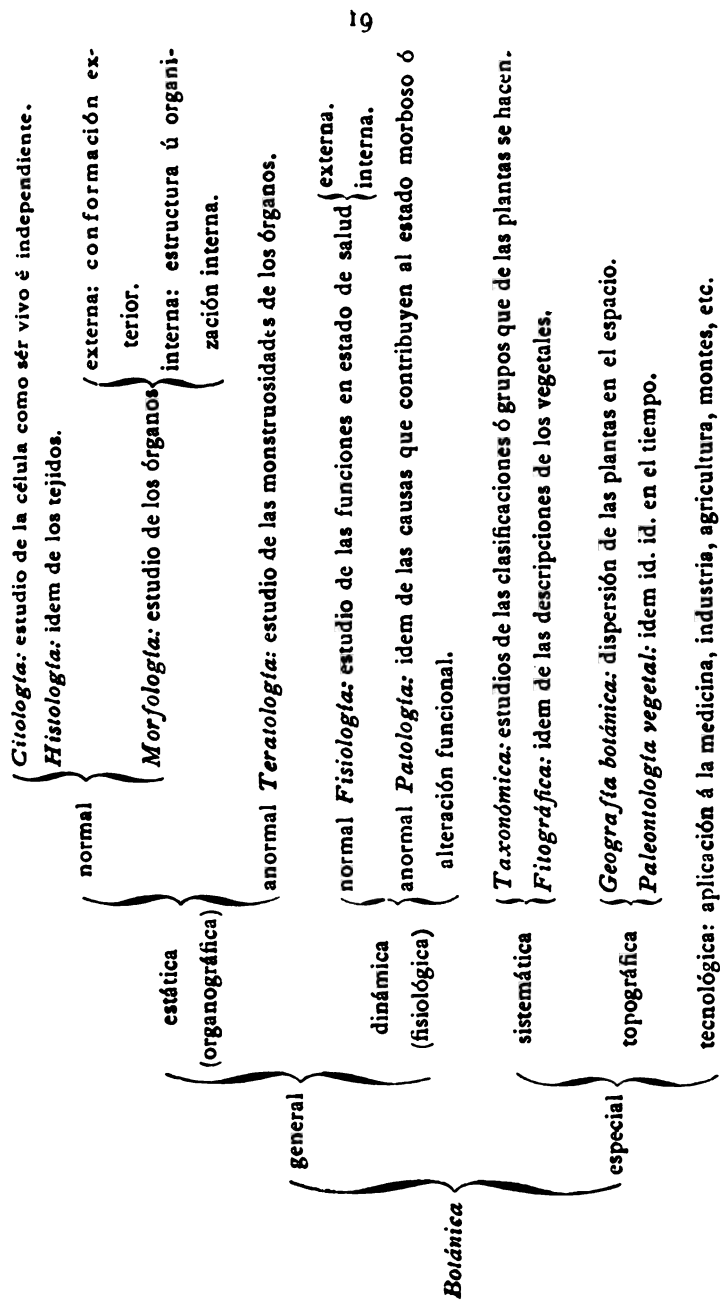 19
Citología: estudio de la célula como sér vivo é independiente.
Histología: idem de los tejidos.
normal
Morfología: estudio de los órganos
externa: conformación ex-
terior.
interna: estructura ú organi-
zación interna.
estática
(organográfica)
anormal Teratología: estudio de las monstruosidades de los órganos.
general
normal Fisiología: estudio de las funciones en estado de salud
externa.
interna.
dinámica
(fisiológica)
anormal Patología: idem de las causas que contribuyen al estado morboso ó
alteración funcional.
Botánica
sistemática
Taxonómica: estudios de las clasificaciones ó grupos que de las plantas se hacen.
Fitográfica: idem de las descripciones de los vegetales.
especial
topográfica
Geografía botánica: dispersión de las plantas en el espacio.
Paleontología vegetal: idem id. id. en el tiempo.
tecnológica: aplicación á la medicina, industria, agricultura, montes, etc.